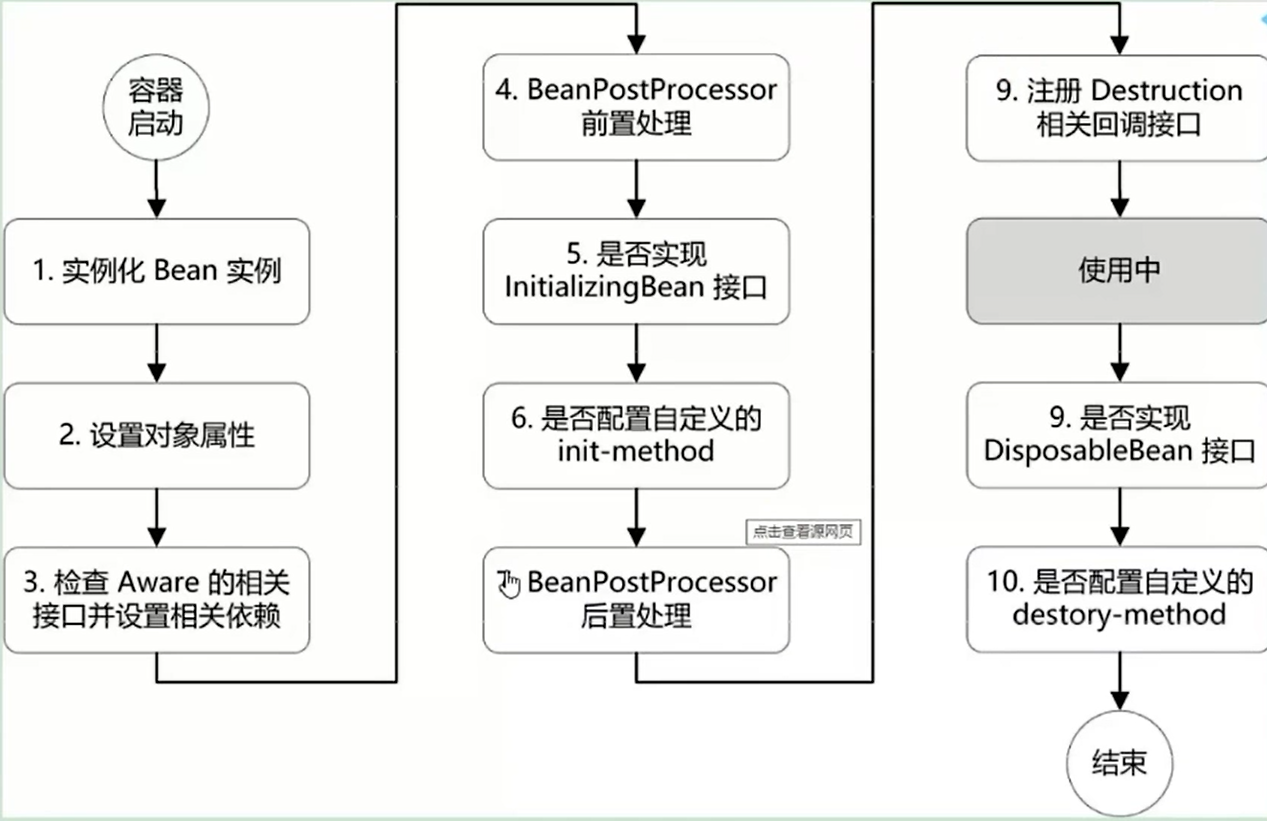 容器
启动
1. 实例化 Bean 实例
2. 设置对象属性
3. 检查 Aware 的相关
接口并设置相关依赖
4. BeanPostProcessor
前置处理
5. 是否实现
InitializingBean 接口
6. 是否配置自定义的
init-method
点击查看源网页
BeanPostProcessor
后置处理
9. 注册 Destruction
相关回调接口
使用中
9. 是否实现
DisposableBean 接口
10. 是否配置自定义的
destory-method
结束